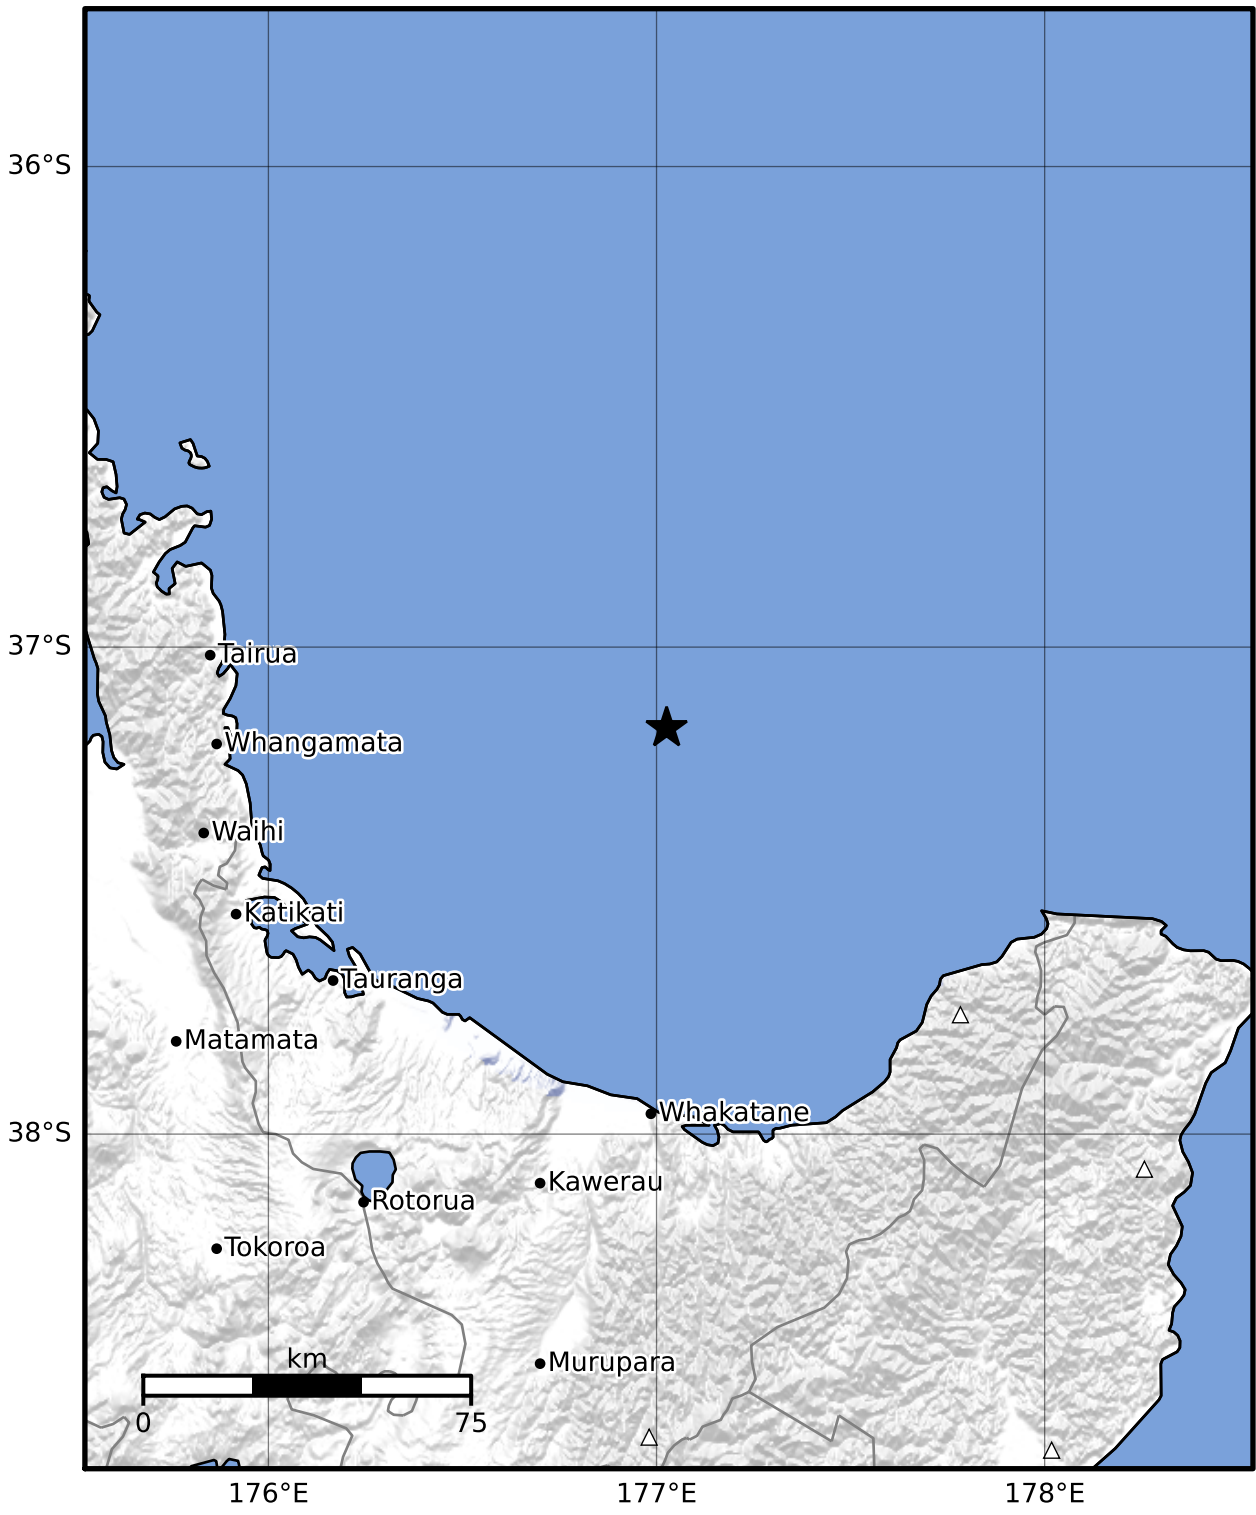 36°S
37°S
Tairua
Whangamata
Waihi
Katikati
Tauranga
Matamata
Whakatane
38°S
Kawerau
Rotorua
Tokoroa
km
Murupara
0 75
176°E 177°E 178°E